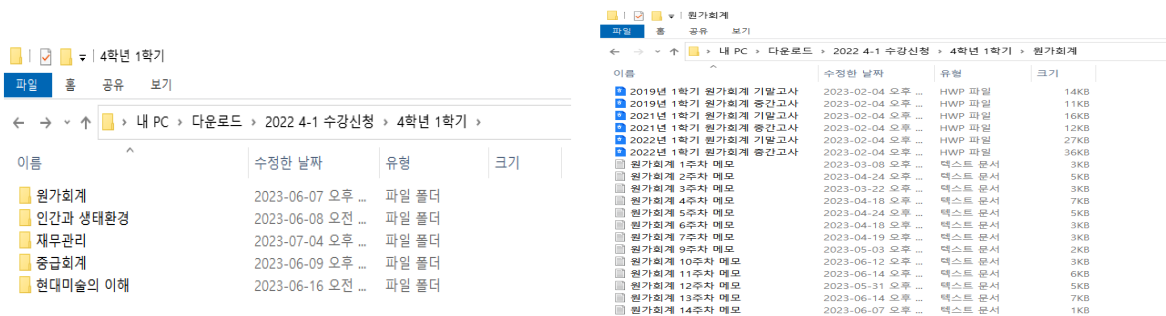 4학년 1학기
파일 홈 공유 보기
내 PC > 다운로드 > 2022 4-1 수강신청 > 4학년 1학기 >
이름 수정한 날짜 유형 크기
원가회계 2023-06-07 오후 ... 파일 폴더
인간과 생태환경 2023-06-08 오전 ... 파일 폴더
재무관리 2023-07-04 오후 ... 파일 폴더
중급회계 2023-06-09 오후 ... 파일 폴더
현대미술의 이해 2023-06-16 오전 ... 파일 폴더
원가회계
파일 홈 공유 보기
내 PC > 다운로드 > 2022 4-1 수강신청 > 4학년 1학기 > 원가회계
이름 수정한 날짜 유형 크기
2019년 1학기 원가회계 기말고사 2023-02-04 오후 ... HWP 파일 14KB
2019년 1학기 원가회계 중간고사 2023-02-04 오후 ... HWP 파일 11KB
2021년 1학기 원가회계 기말고사 2023-02-04 오후 ... HWP 파일 16KB
2021년 1학기 원가회계 중간고사 2023-02-04 오후 ... HWP 파일 12KB
2022년 1학기 원가회계 기말고사 2023-02-04 오후 ... HWP 파일 27KB
2022년 1학기 원가회계 중간고사 2023-02-04 오후 ... HWP 파일 36KB
원가회계 1주차 메모 2023-03-08 오후 ... 텍스트 문서 3KB
원가회계 2주차 메모 2023-04-24 오후 ... 텍스트 문서 5KB
원가회계 3주차 메모 2023-03-22 오후 ... 텍스트 문서 3KB
원가회계 4주차 메모 2023-04-18 오후 ... 텍스트 문서 7KB
원가회계 5주차 메모 2023-04-24 오후 ... 텍스트 문서 5KB
원가회계 6주차 메모 2023-04-18 오후 ... 텍스트 문서 3KB
원가회계 7주차 메모 2023-04-19 오후 ... 텍스트 문서 3KB
원가회계 9주차 메모 2023-05-03 오후 ... 텍스트 문서 2KB
원가회계 10주차 메모 2023-06-12 오후 ... 텍스트 문서 3KB
원가회계 11주차 메모 2023-06-14 오후 ... 텍스트 문서 6KB
원가회계 12주차 메모 2023-05-31 오후 ... 텍스트 문서 5KB
원가회계 13주차 메모 2023-06-14 오후 ... 텍스트 문서 7KB
원가회계 14주차 메모 2023-06-07 오후 ... 텍스트 문서 1KB